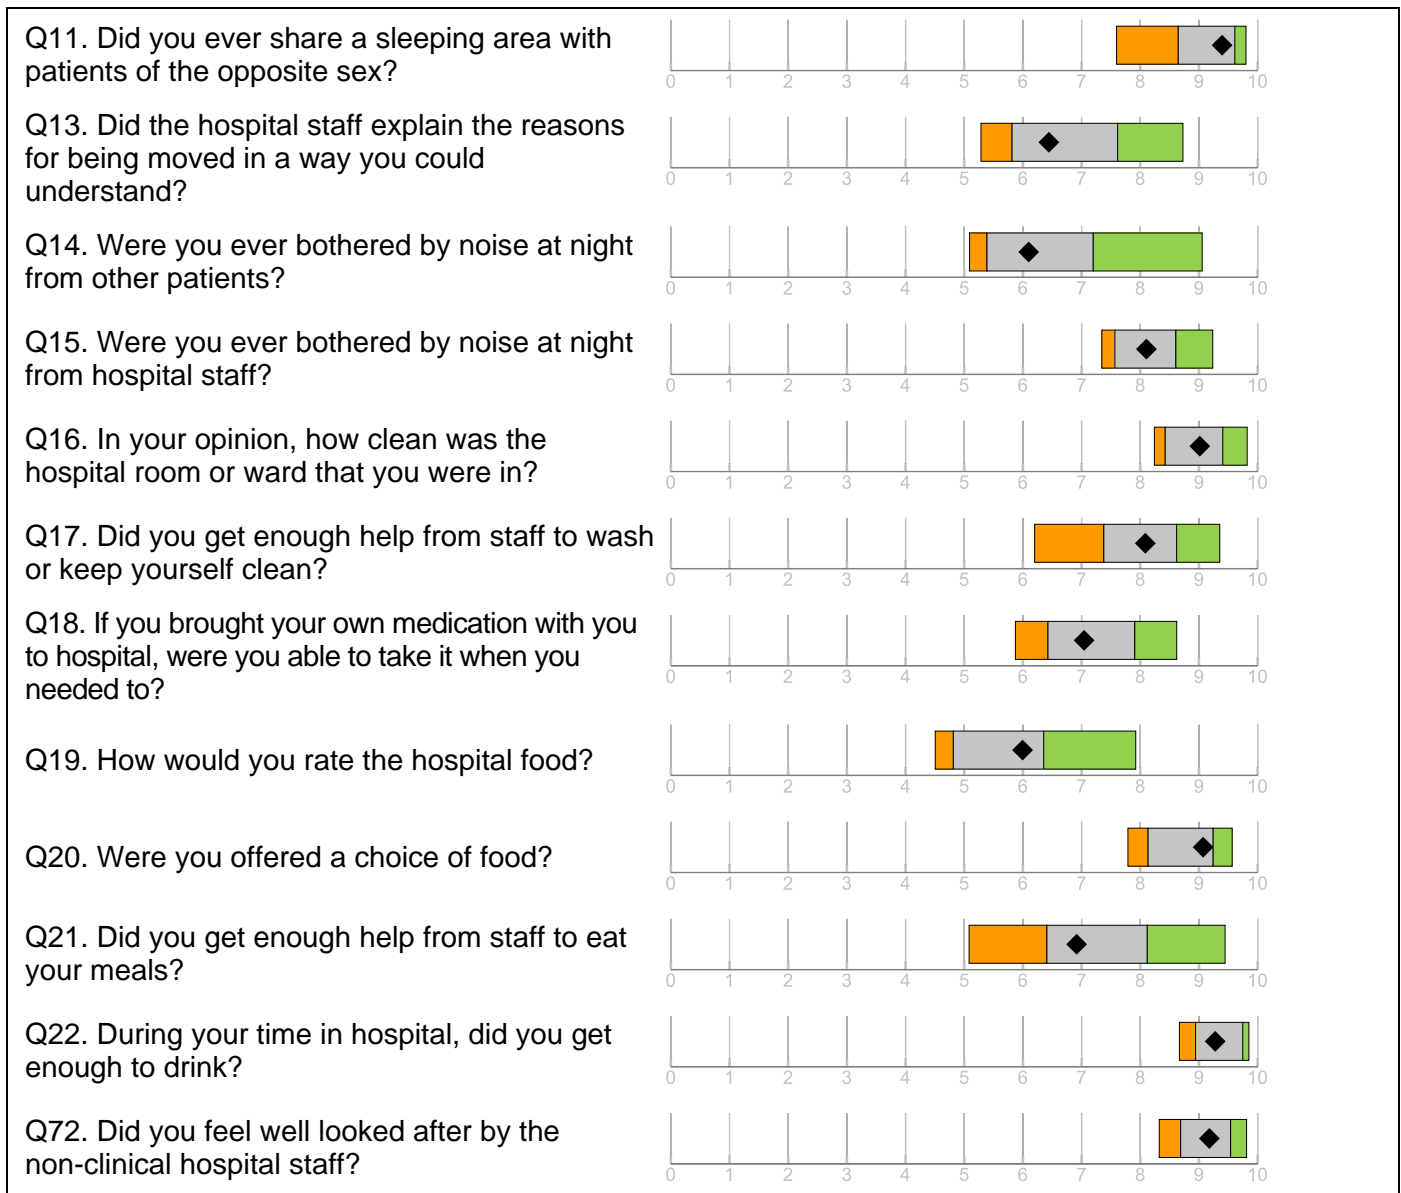 Q11. Did you ever share a sleeping area with
patients of the opposite sex?
0 1 2 3 4 5 6 7 8 9 10
Q13. Did the hospital staff explain the reasons
for being moved in a way you could
understand?
0 1 2 3 4 5 6 7 8 9 10
Q14. Were you ever bothered by noise at night
from other patients?
0 1 2 3 4 5 6 7 8 9 10
Q15. Were you ever bothered by noise at night
from hospital staff?
0 1 2 3 4 5 6 7 8 9 10
Q16. In your opinion, how clean was the
hospital room or ward that you were in?
0 1 2 3 4 5 6 7 8 9 10
Q17. Did you get enough help from staff to wash
or keep yourself clean?
0 1 2 3 4 5 6 7 8 9 10
Q18. If you brought your own medication with you
to hospital, were you able to take it when you
needed to?
0 1 2 3 4 5 6 7 8 9 10
Q19. How would you rate the hospital food?
0 1 2 3 4 5 6 7 8 9 10
Q20. Were you offered a choice of food?
0 1 2 3 4 5 6 7 8 9 10
Q21. Did you get enough help from staff to eat
your meals?
0 1 2 3 4 5 6 7 8 9 10
Q22. During your time in hospital, did you get
enough to drink?
0 1 2 3 4 5 6 7 8 9 10
Q72. Did you feel well looked after by the
non-clinical hospital staff?
0 1 2 3 4 5 6 7 8 9 10